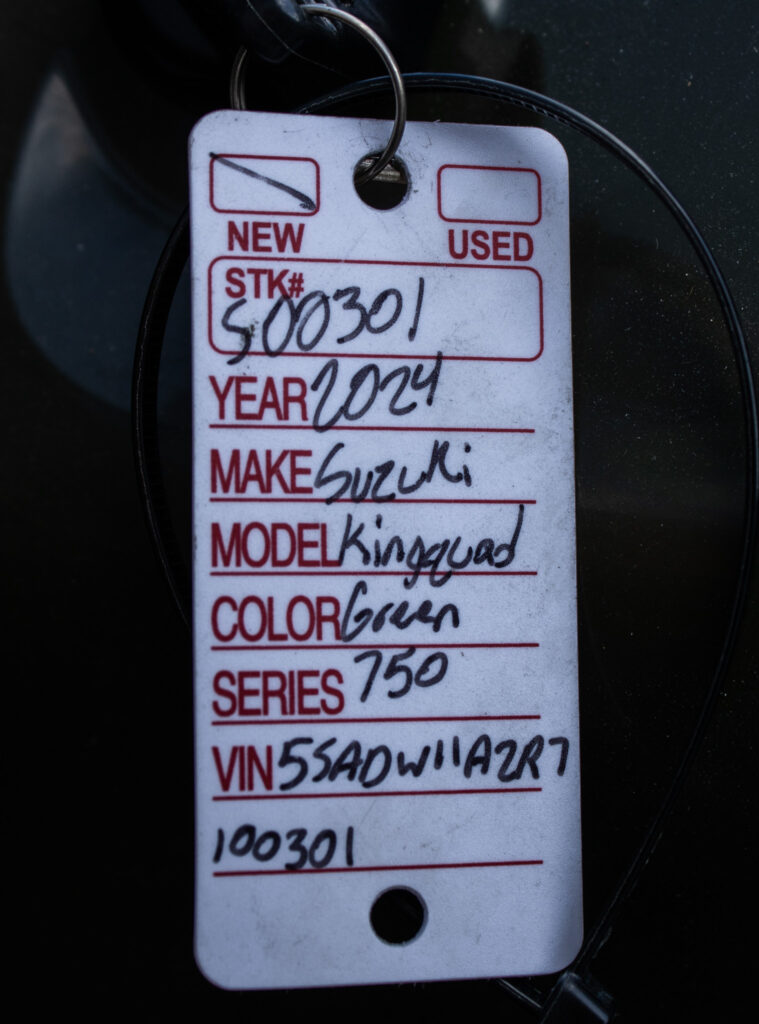 NEW USED
STK# S00301
YEAR 2024
MAKE Suzuki
MODEL Kingquad
COLOR Green
SERIES 750
VIN 5SADW11A2R7
100301